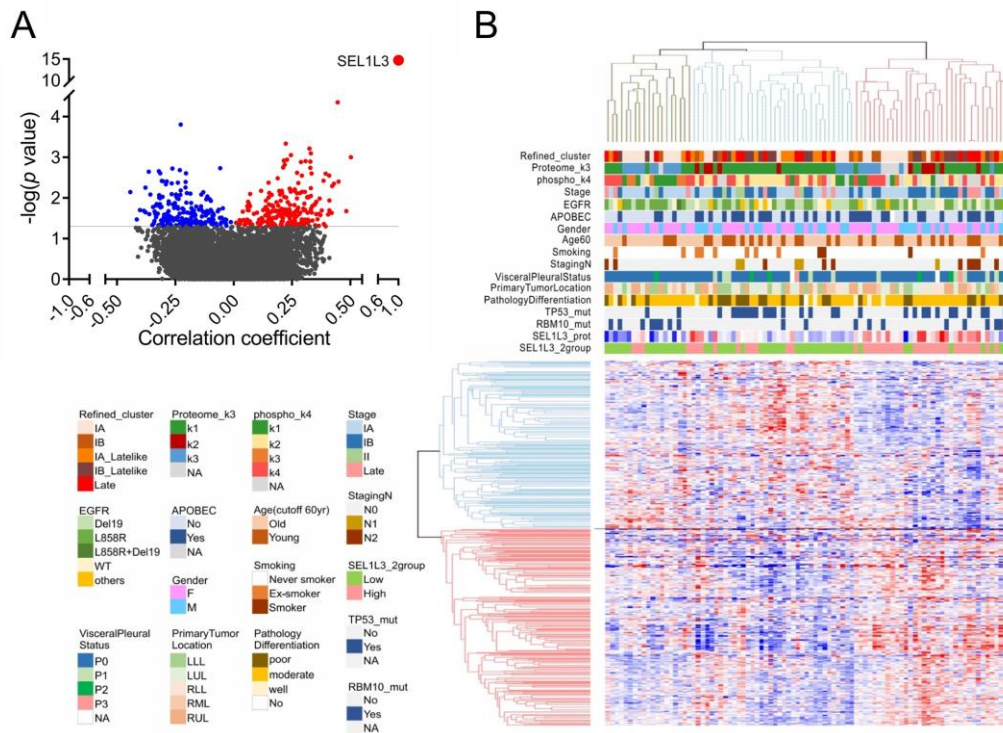 A
B
15
10
4
3
2
1
0
-log(p value)
SEL1L3
-1.0
-0.6
-0.50
-0.25
0.00
0.25
0.50
0.6
1.0
Correlation coefficient
Refined_cluster
Proteome_k3
phospho_k4
Stage
EGFR
APOBEC
Gender
Age60
Smoking
StagingN
VisceralPleuralStatus
PrimaryTumorLocation
PathologyDifferentiation
TP53_mut
RBM10_mut
SEL1L3_prot
SEL1L3_2group
Refined_cluster
IA
IB
IA_Latelike
IB_Latelike
Late
Proteome_k3
k1
k2
k3
NA
phospho_k4
k1
k2
k3
k4
NA
Stage
IA
IB
II
Late
EGFR
Del19
L858R
L858R+Del19
WT
others
APOBEC
No
Yes
NA
Gender
F
M
Age(cutoff 60yr)
Old
Young
Smoking
Never smoker
Ex-smoker
Smoker
StagingN
N0
N1
N2
SEL1L3_2group
Low
High
VisceralPleural
Status
P0
P1
P2
P3
NA
PrimaryTumor
Location
LLL
LUL
RLL
RML
RUL
Pathology
Differentiation
poor
moderate
well
No
TP53_mut
No
Yes
NA
RBM10_mut
No
Yes
NA